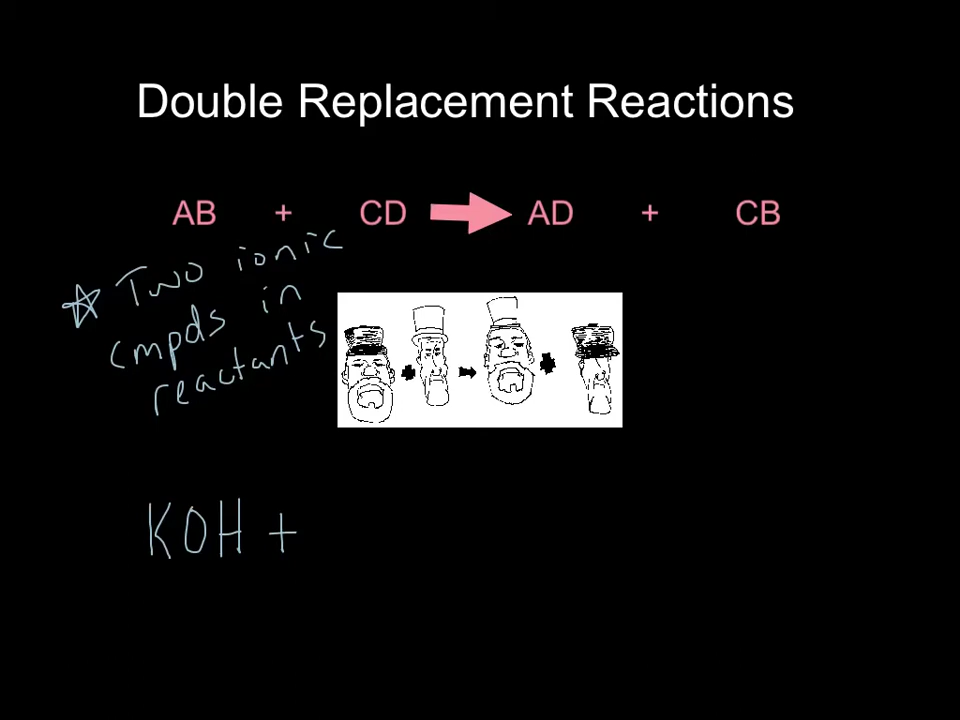 Double Replacement Reactions
AB + CD → AD + CB
☆ Two ionic
cmpds in
reactants
KOH +